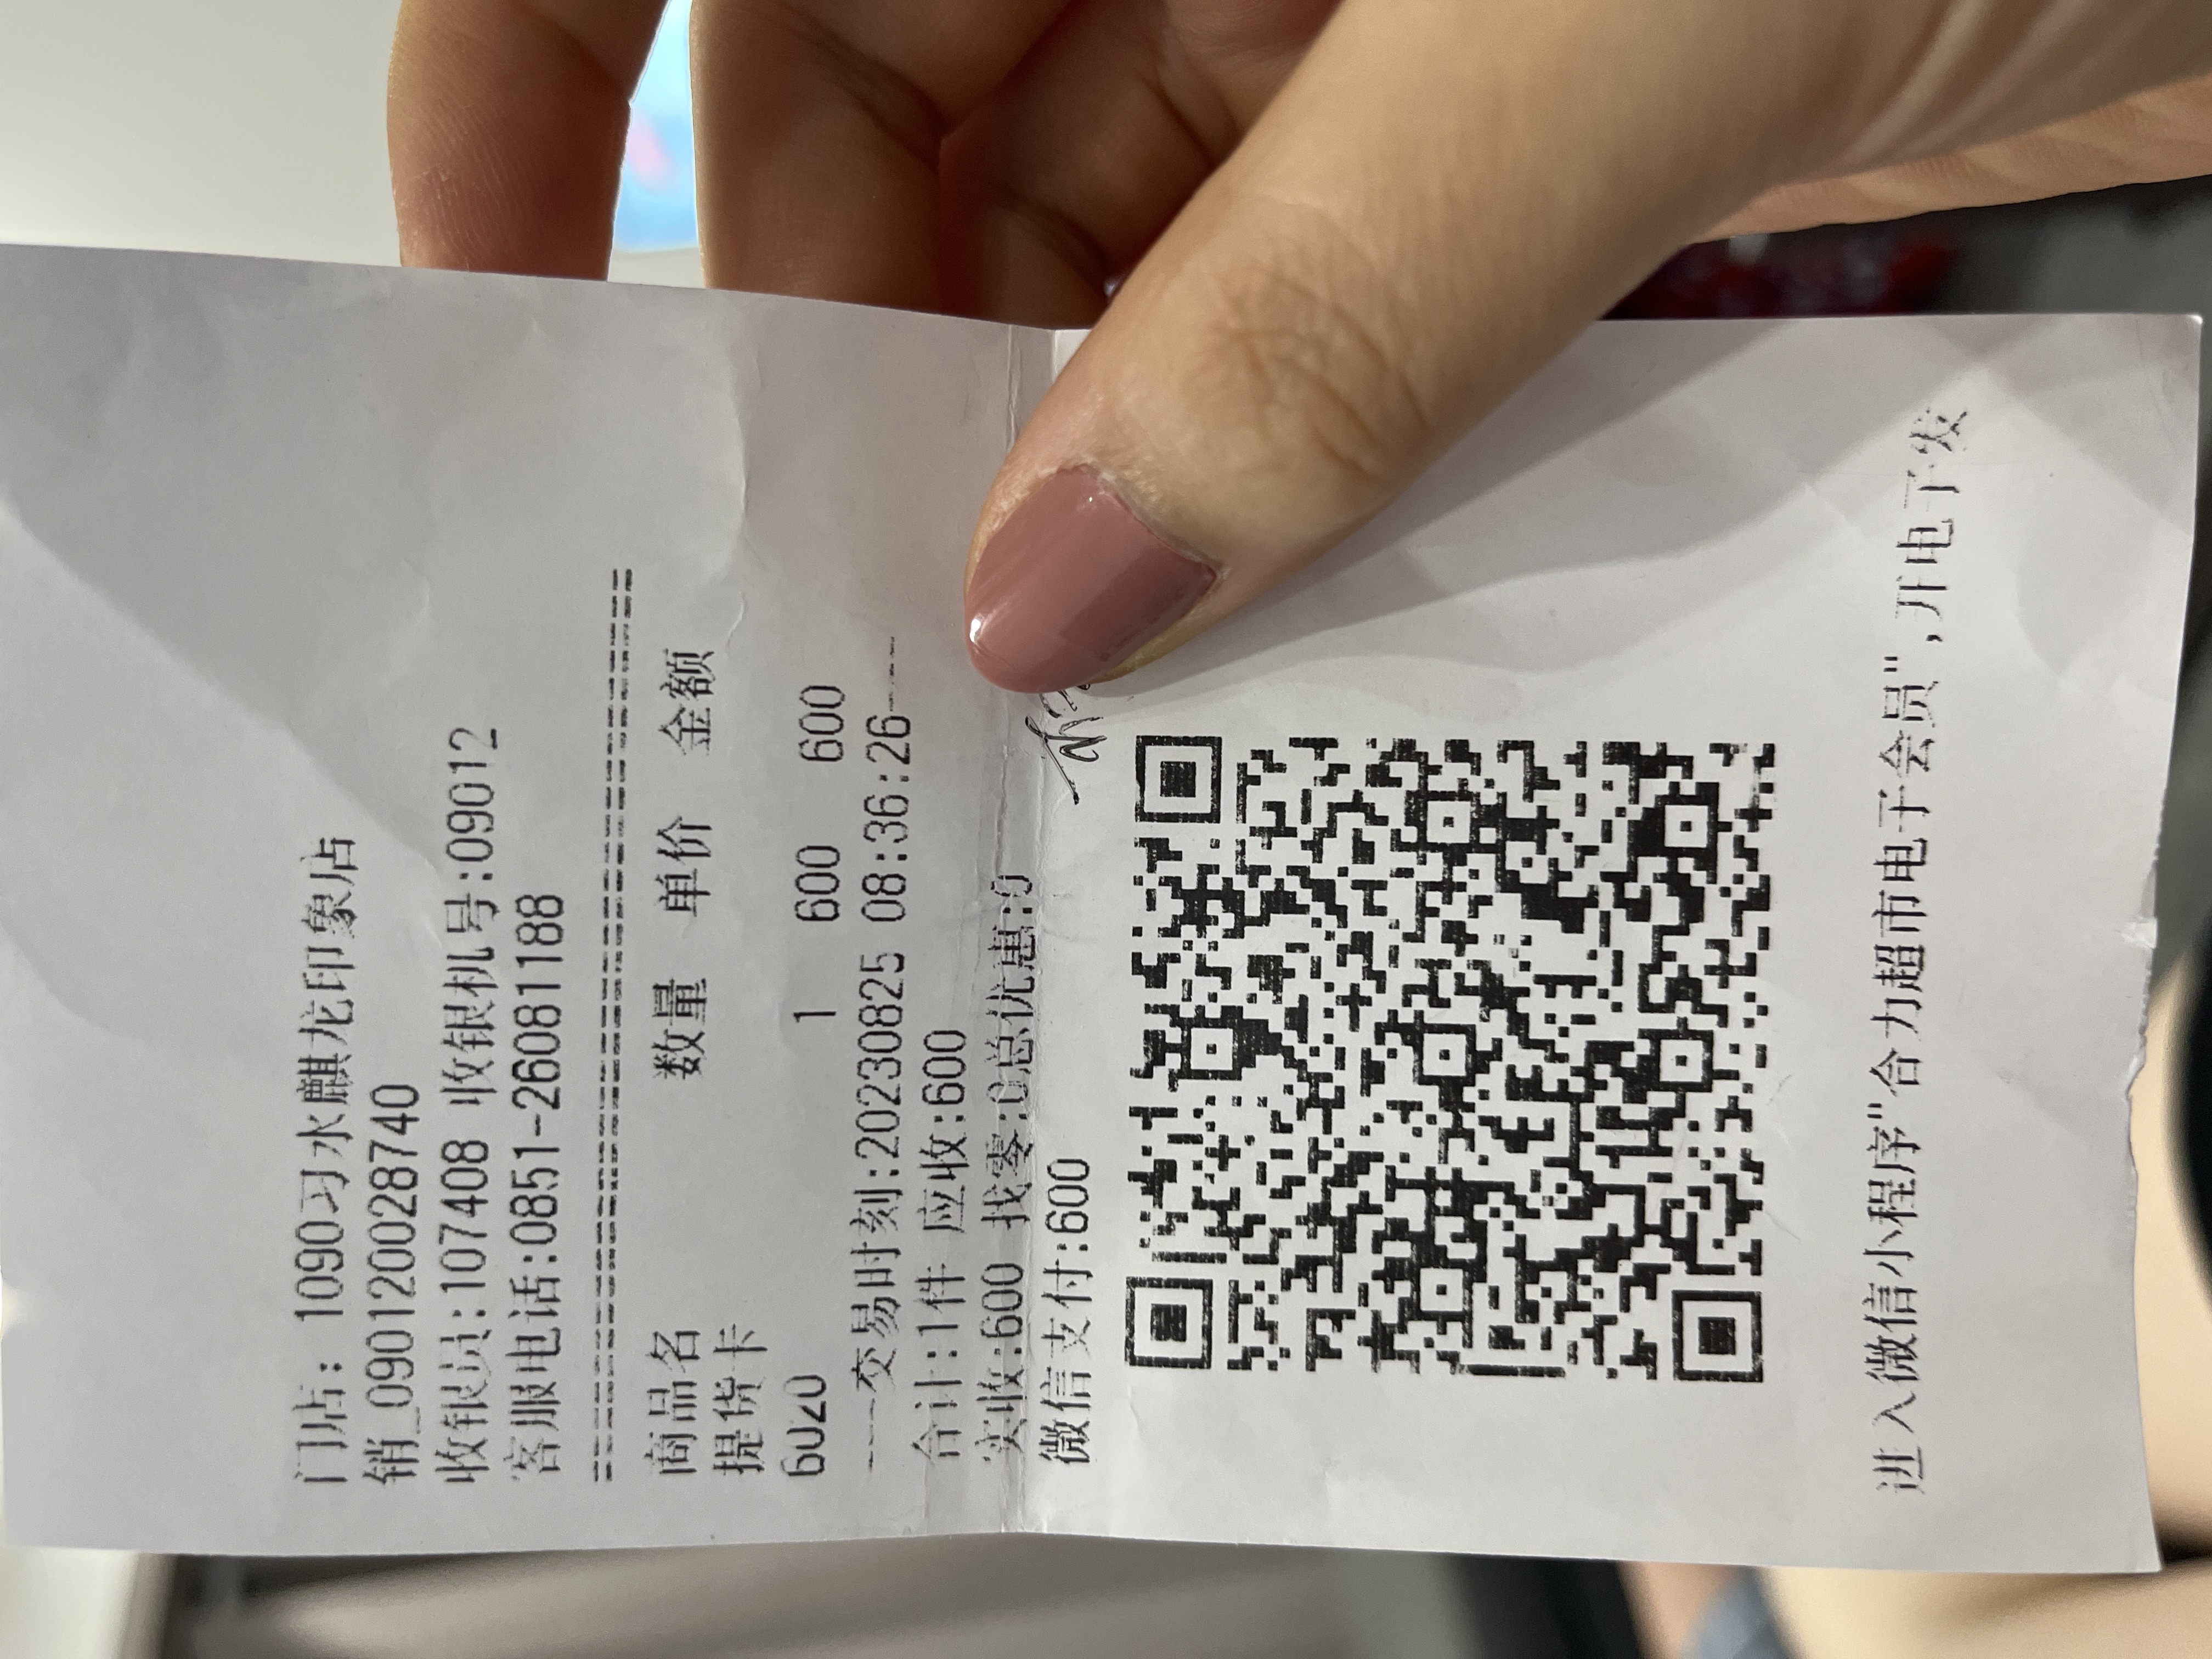 门店：1090习水麒龙印象店
销_090120028740
收银员:107408 收银机号:09012
客服电话:0851-26081188
================================
商品名 数量 单价 金额
提货卡
6020 1 600 600
----交易时刻:20230825 08:36:26----
合计:1件 应收:600
实收:600 找零:0总优惠:0
微信支付:600
进入微信小程序"合力超市电子会员",开电子发